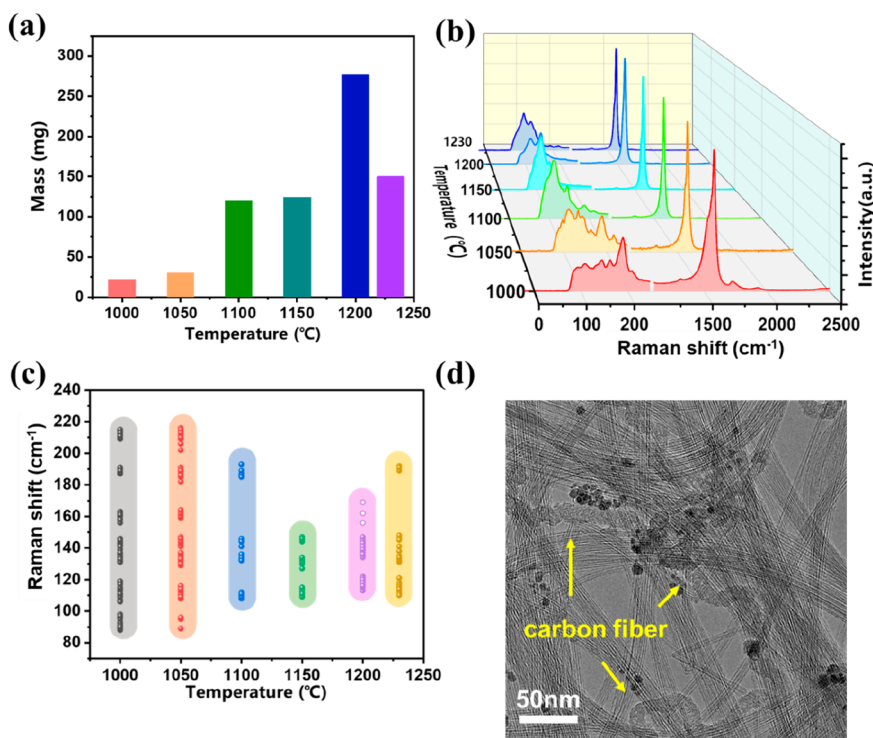 (a)
300
250
200
150
100
50
0
Mass (mg)
1000 1050 1100 1150 1200 1250
Temperature (℃)
(b)
1230
1200
1150
1100
1050
1000
Temperature (℃)
0 100 200 1500 2000 2500
Raman shift (cm⁻¹)
Intensity(a.u.)
(c)
240
220
200
180
160
140
120
100
80
Raman shift (cm⁻¹)
1000 1050 1100 1150 1200 1250
Temperature (℃)
(d)
carbon fiber
50nm